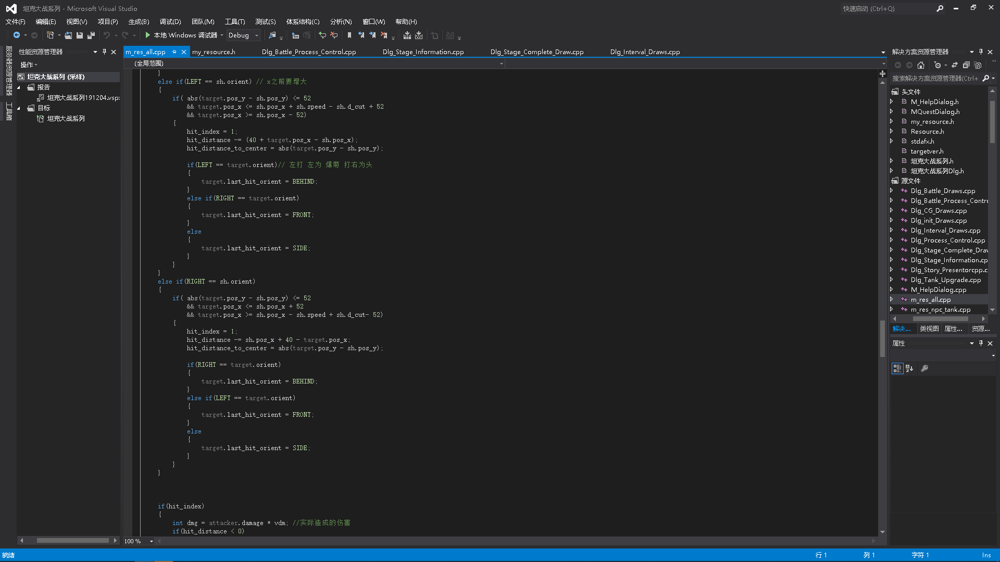 坦克大战系列 - Microsoft Visual Studio
快速启动 (Ctrl+Q)
文件(F) 编辑(E) 视图(V) 项目(P) 生成(B) 调试(D) 团队(M) 工具(T) 测试(S) 体系结构(C) 分析(N) 窗口(W) 帮助(H)
本地 Windows 调试器 Debug
服务器资源管理器
工具箱
性能资源管理器
操作
坦克大战系列 (采样)
报告
坦克大战系列191204.vsp
目标
坦克大战系列
m_res_all.cpp my_resource.h Dlg_Battle_Process_Control.cpp Dlg_Stage_Information.cpp Dlg_Stage_Complete_Draw.cpp Dlg_Interval_Draws.cpp
(全局范围)
}
else if(LEFT == sh.orient) // x之前要增大
{
if( abs(target.pos_y - sh.pos_y) <= 52
&& target.pos_x <= sh.pos_x + sh.speed - sh.d_cut + 52
&& target.pos_x >= sh.pos_x - 52)
{
hit_index = 1;
hit_distance -= (40 + target.pos_x - sh.pos_x);
hit_distance_to_center = abs(target.pos_y - sh.pos_y);
if(LEFT == target.orient)// 左打 左为 爆菊 打右为头
{
target.last_hit_orient = BEHIND;
}
else if(RIGHT == target.orient)
{
target.last_hit_orient = FRONT;
}
else
{
target.last_hit_orient = SIDE;
}
}
}
else if(RIGHT == sh.orient)
{
if( abs(target.pos_y - sh.pos_y) <= 52
&& target.pos_x <= sh.pos_x + 52
&& target.pos_x >= sh.pos_x - sh.speed + sh.d_cut- 52)
{
hit_index = 1;
hit_distance -= sh.pos_x + 40 - target.pos_x;
hit_distance_to_center = abs(target.pos_y - sh.pos_y);
if(RIGHT == target.orient)
{
target.last_hit_orient = BEHIND;
}
else if(LEFT == target.orient)
{
target.last_hit_orient = FRONT;
}
else
{
target.last_hit_orient = SIDE;
}
}
}
if(hit_index)
{
int dmg = attacker.damage * vdm; //实际造成的伤害
if(hit_distance < 0)
100 %
解决方案资源管理器
搜索解决方案资源管理器(Ctrl+
头文件
M_HelpDialog.h
MQuestDialog.h
my_resource.h
Resource.h
stdafx.h
targetver.h
坦克大战系列.h
坦克大战系列Dlg.h
源文件
Dlg_Battle_Draws.cpp
Dlg_Battle_Process_Contro
Dlg_CG_Draws.cpp
Dlg_init_Draws.cpp
Dlg_Interval_Draws.cpp
Dlg_Process_Control.cpp
Dlg_Stage_Complete_Draw
Dlg_Stage_Information.cp
Dlg_Story_Presentorcpp.c
Dlg_Tank_Upgrade.cpp
M_HelpDialog.cpp
m_res_all.cpp
m_res_npc_tank.cpp
解决... 类视图 属性... 资源...
属性
就绪 行 1 列 1 字符 1 Ins